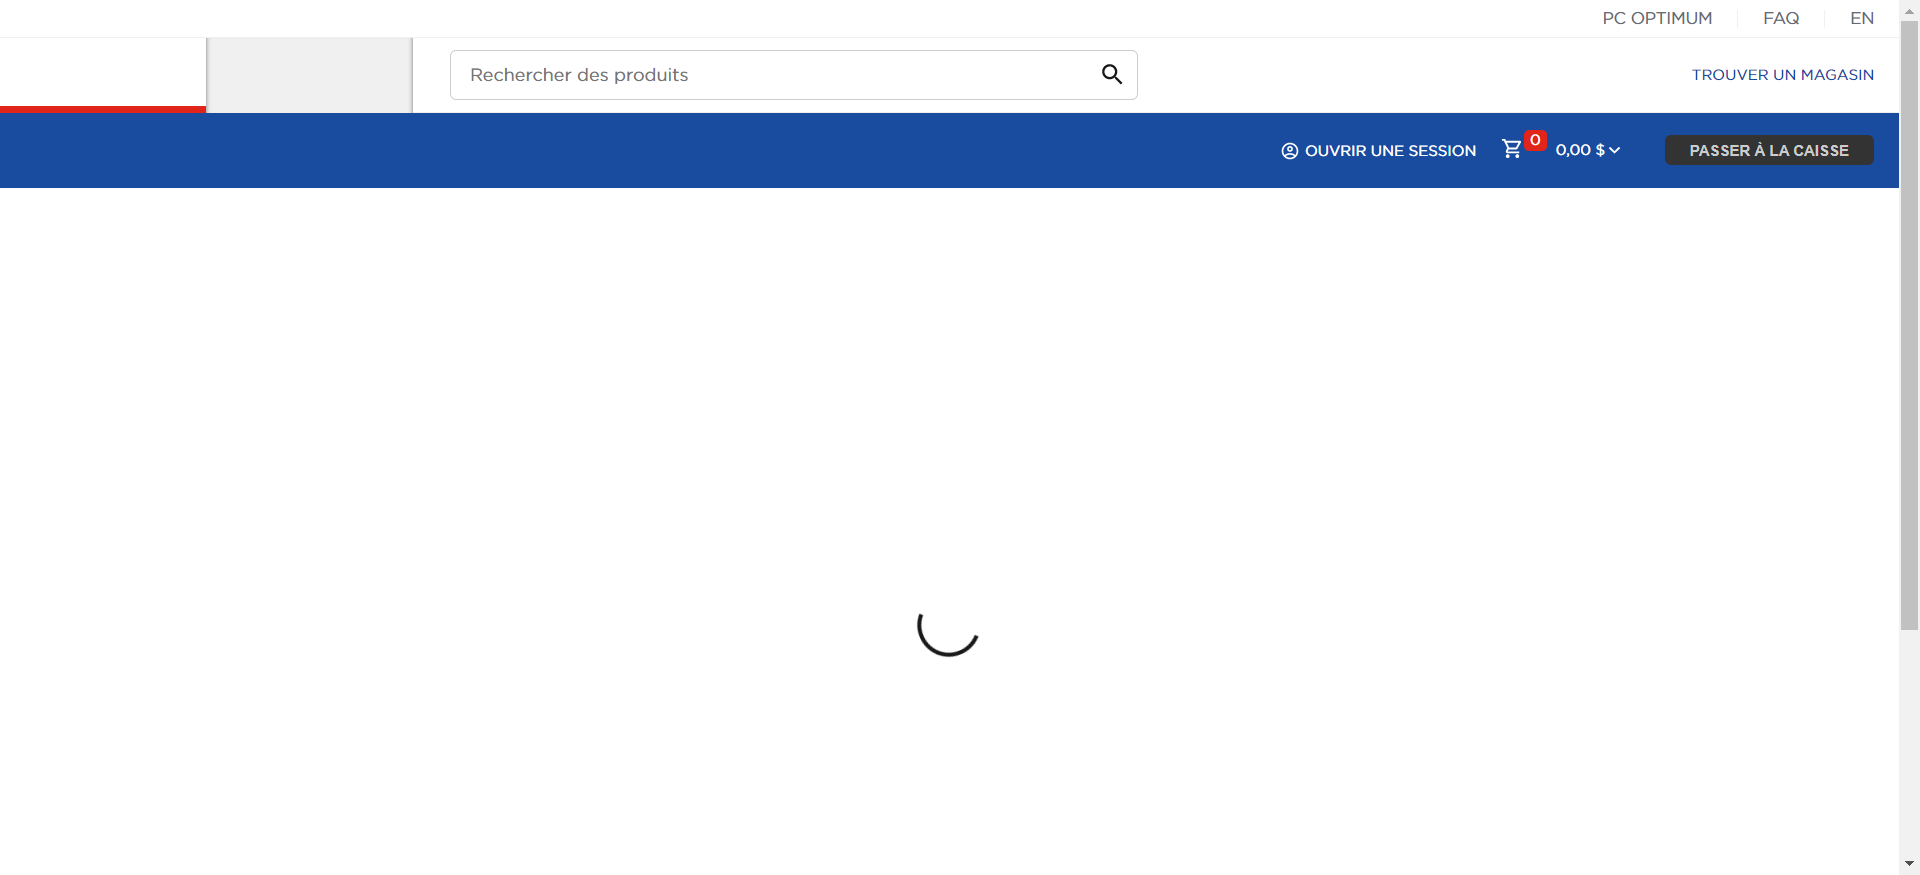 PC OPTIMUM FAQ EN
Rechercher des produits
TROUVER UN MAGASIN
OUVRIR UNE SESSION 0 0,00 $ PASSER À LA CAISSE